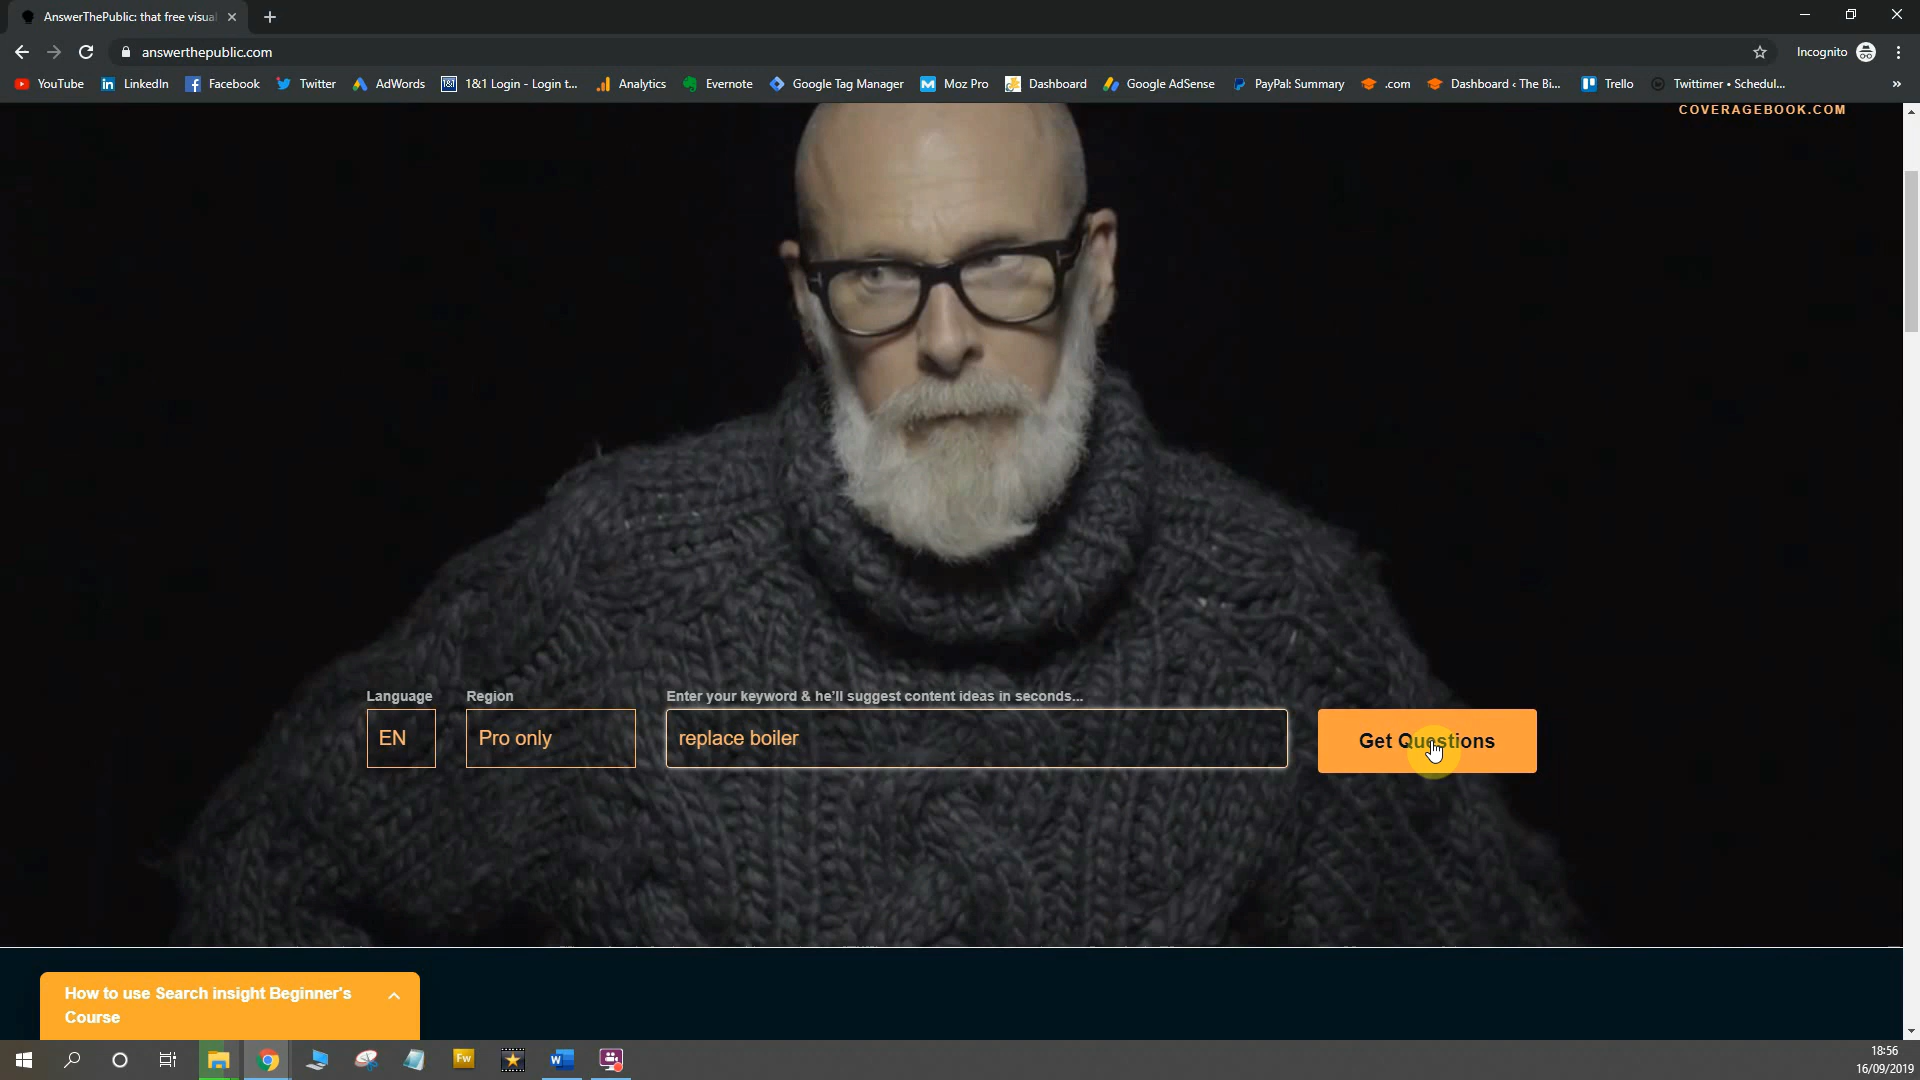 AnswerThePublic: that free visua
answerthepublic.com
Incognito
YouTube
LinkedIn
Facebook
Twitter
AdWords
1&1 Login - Login t...
Analytics
Evernote
Google Tag Manager
Moz Pro
Dashboard
Google AdSense
PayPal: Summary
.com
Dashboard ‹ The Bi...
Trello
Twittimer • Schedul...
»
COVERAGEBOOK.COM
Language
Region
Enter your keyword & he'll suggest content ideas in seconds...
EN
Pro only
replace boiler
Get Questions
How to use Search insight Beginner's
Course
Fw
18:56
16/09/2019